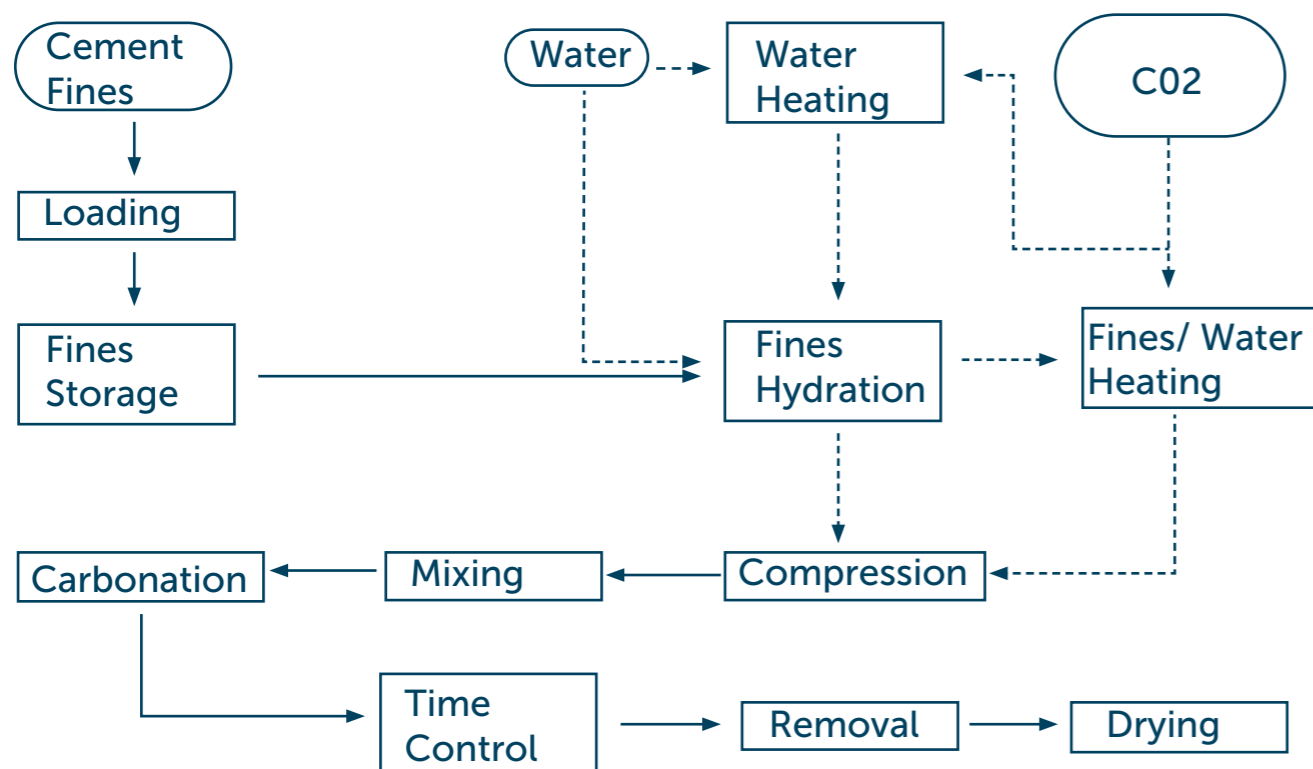 Cement
Fines
Water
Water
Heating
C02
Loading
Fines
Storage
Fines
Hydration
Fines/ Water
Heating
Carbonation
Mixing
Compression
Time
Control
Removal
Drying